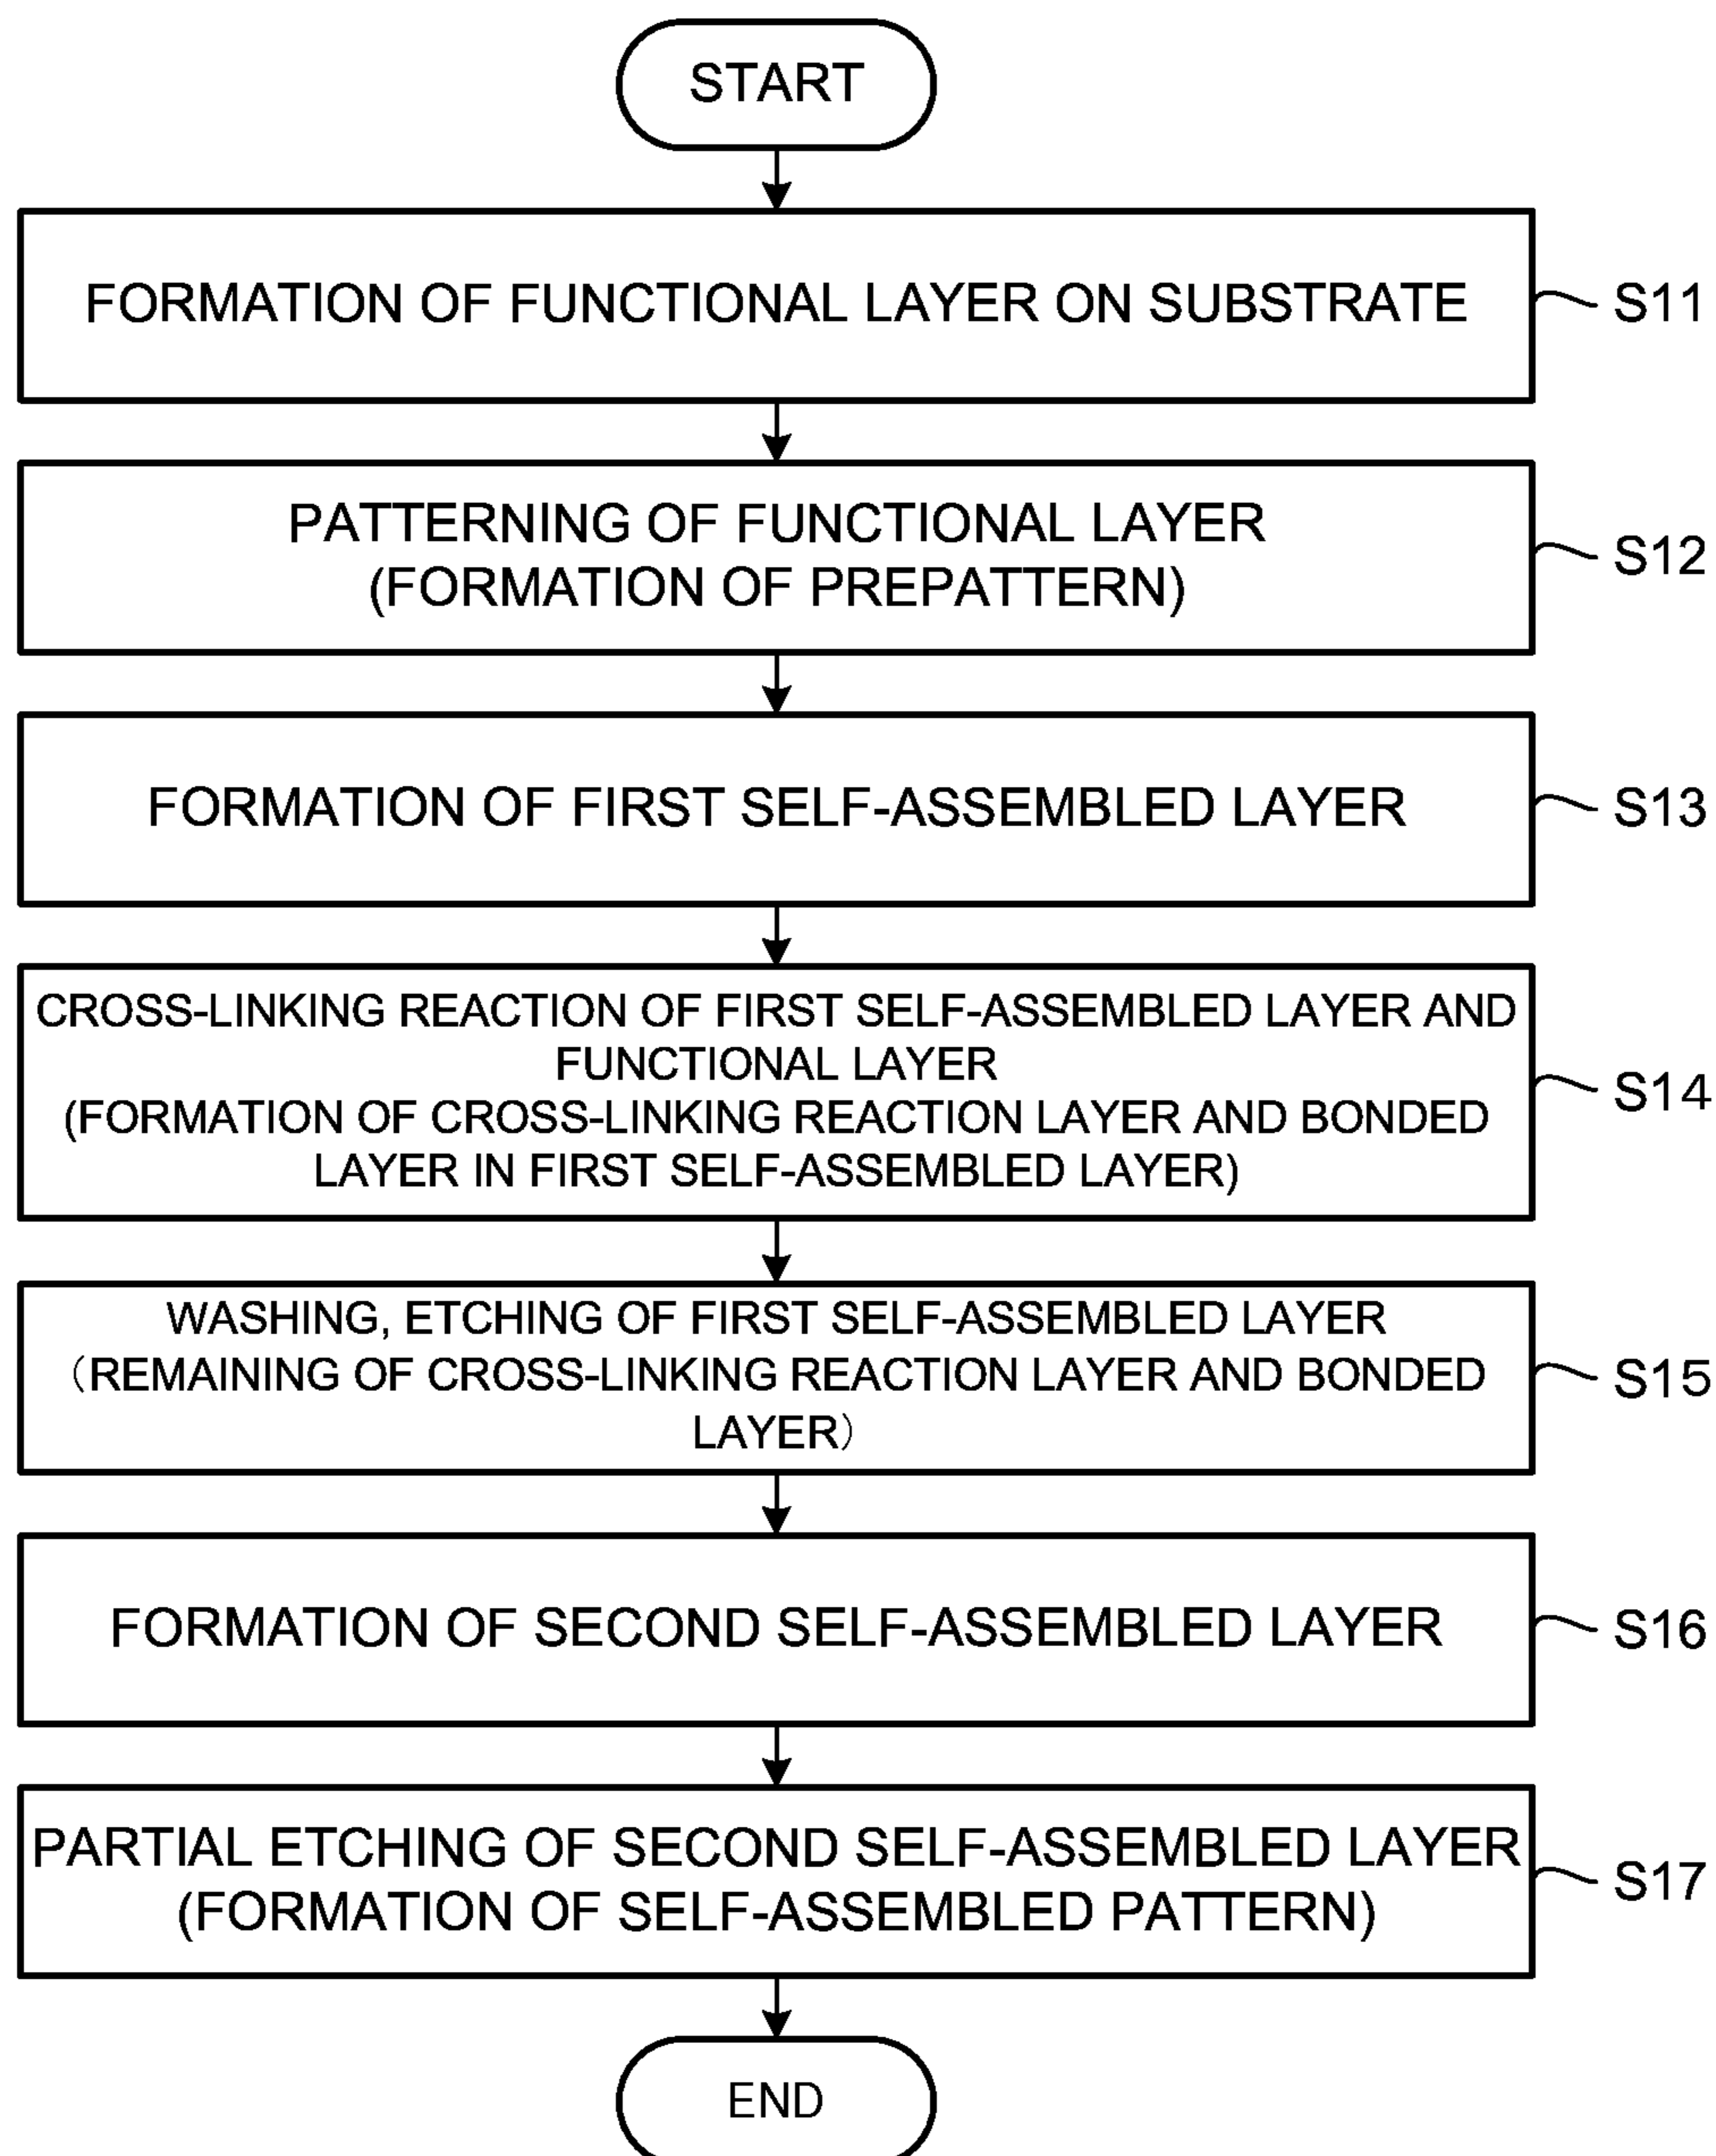 START
FORMATION OF FUNCTIONAL LAYER ON SUBSTRATE
S11
PATTERNING OF FUNCTIONAL LAYER
(FORMATION OF PREPATTERN)
S12
FORMATION OF FIRST SELF-ASSEMBLED LAYER
S13
CROSS-LINKING REACTION OF FIRST SELF-ASSEMBLED LAYER AND
FUNCTIONAL LAYER
(FORMATION OF CROSS-LINKING REACTION LAYER AND BONDED
LAYER IN FIRST SELF-ASSEMBLED LAYER)
S14
WASHING, ETCHING OF FIRST SELF-ASSEMBLED LAYER
（REMAINING OF CROSS-LINKING REACTION LAYER AND BONDED
LAYER）
S15
FORMATION OF SECOND SELF-ASSEMBLED LAYER
S16
PARTIAL ETCHING OF SECOND SELF-ASSEMBLED LAYER
(FORMATION OF SELF-ASSEMBLED PATTERN)
S17
END